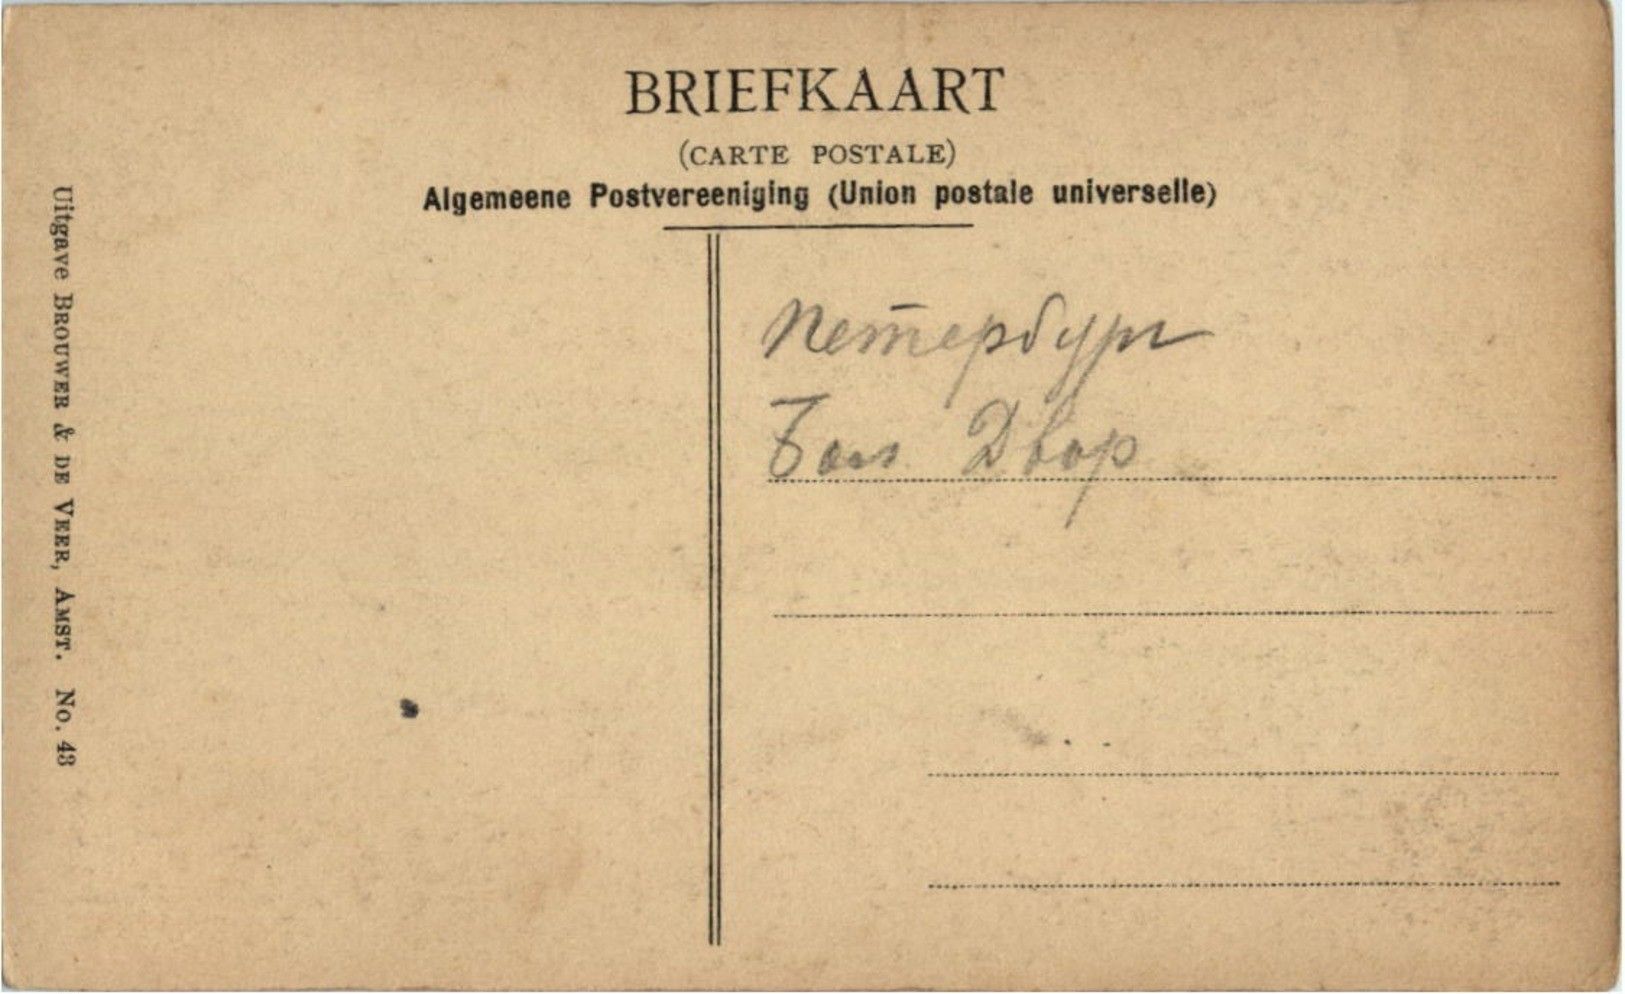 BRIEFKAART
(CARTE POSTALE)
Algemeene Postvereeniging (Union postale universelle)
Петербург
Двор
Uitgave BROUWER & DE VEER, AMST. No. 43